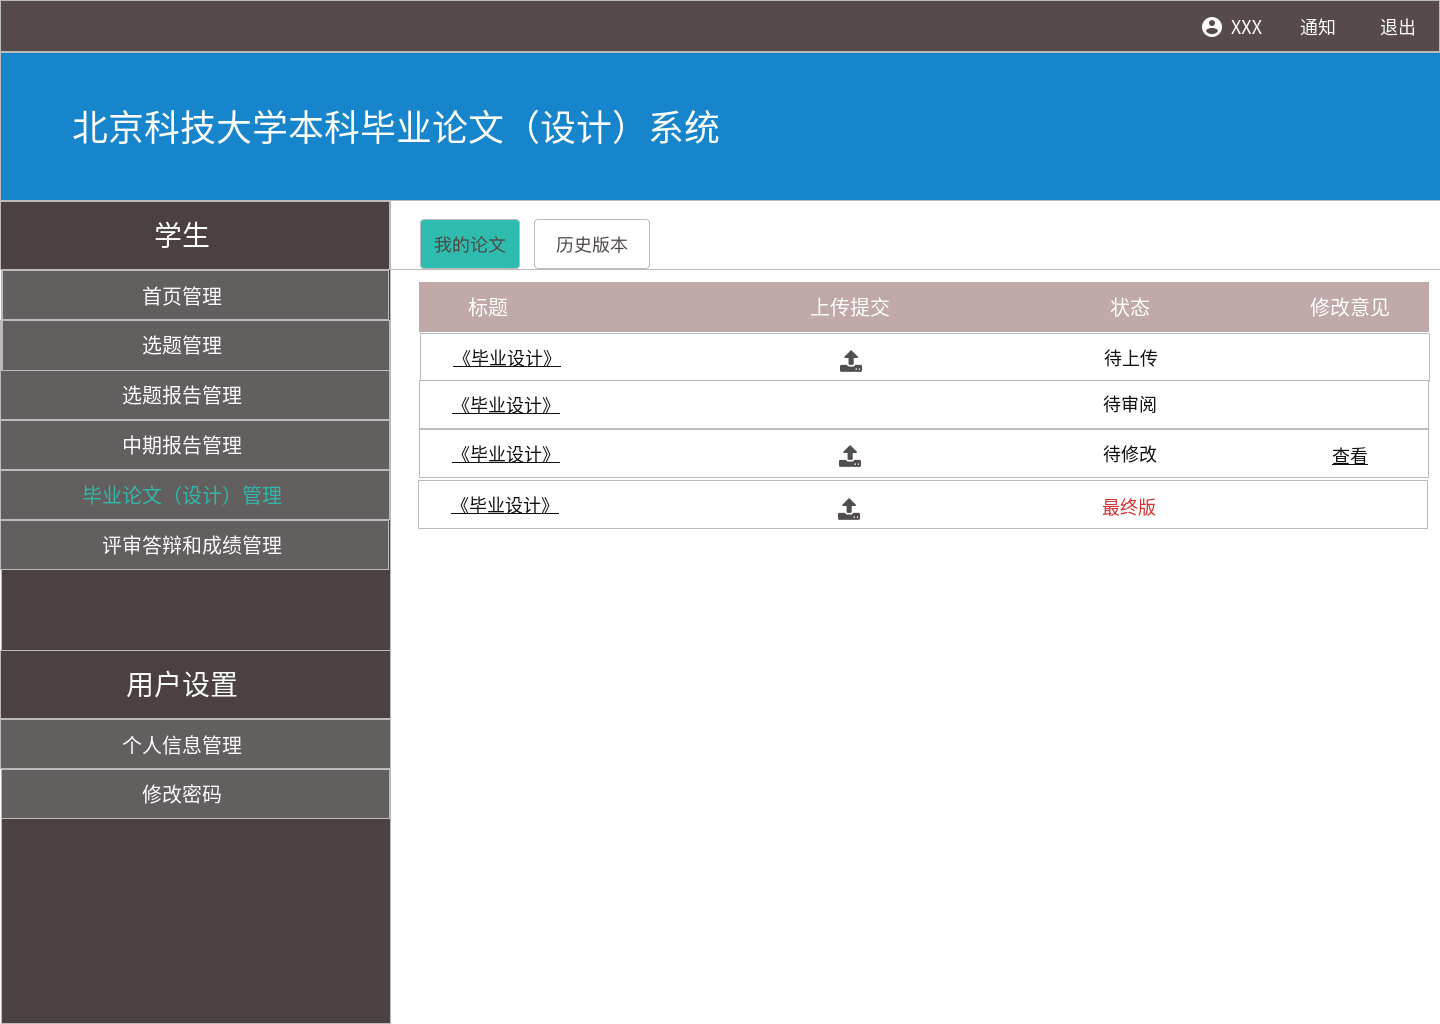 XXX 通知 退出
北京科技大学本科毕业论文（设计）系统
学生
首页管理
选题管理
选题报告管理
中期报告管理
毕业论文（设计）管理
评审答辩和成绩管理
用户设置
个人信息管理
修改密码
我的论文 历史版本
标题 上传提交 状态 修改意见
《毕业设计》 待上传
《毕业设计》 待审阅
《毕业设计》 待修改 查看
《毕业设计》 最终版